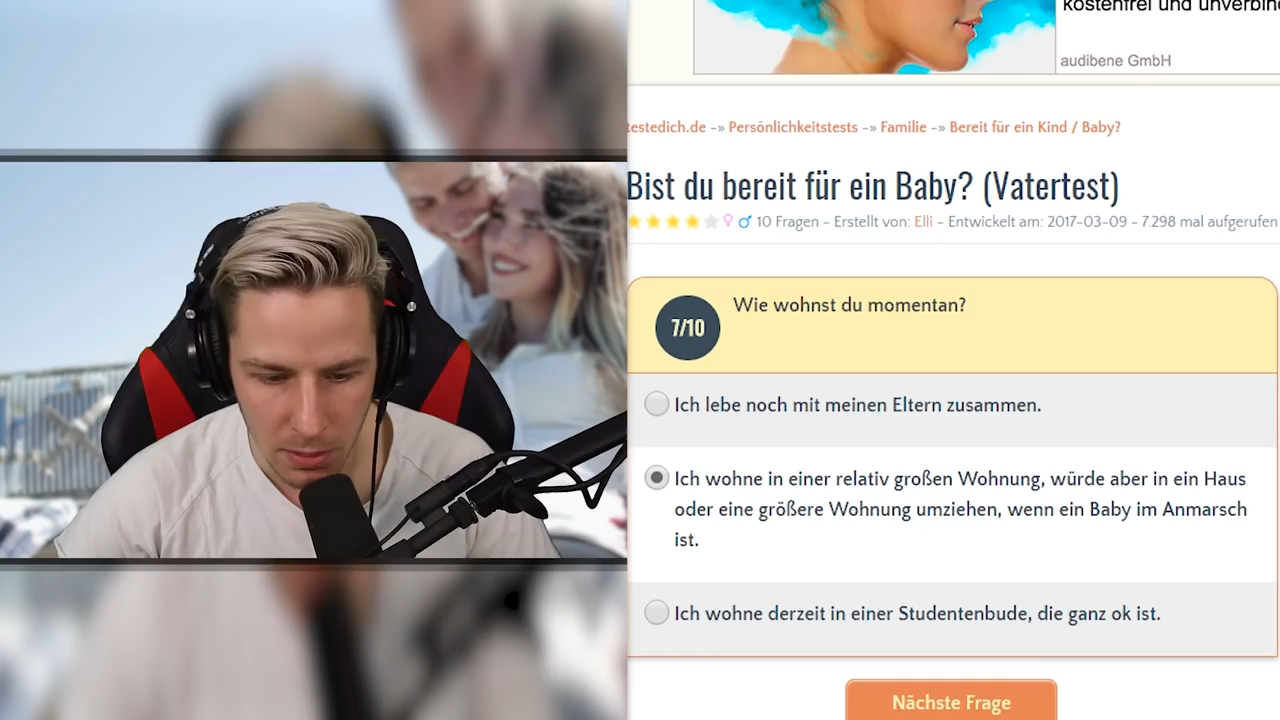 kostenfrei und unverbin
audibene GmbH
testedich.de -» Persönlichkeitstests -» Familie -» Bereit für ein Kind / Baby?
Bist du bereit für ein Baby? (Vatertest)
10 Fragen - Erstellt von: Elli - Entwickelt am: 2017-03-09 - 7.298 mal aufgerufen
7/10
Wie wohnst du momentan?
Ich lebe noch mit meinen Eltern zusammen.
Ich wohne in einer relativ großen Wohnung, würde aber in ein Haus
oder eine größere Wohnung umziehen, wenn ein Baby im Anmarsch
ist.
Ich wohne derzeit in einer Studentenbude, die ganz ok ist.
Nächste Frage